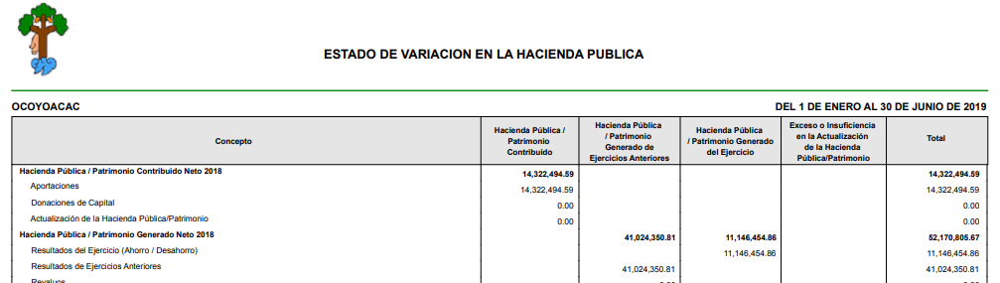 ESTADO DE VARIACION EN LA HACIENDA PUBLICA
OCOYOACAC DEL 1 DE ENERO AL 30 DE JUNIO DE 2019
Concepto
Hacienda Pública /
Patrimonio
Contribuido
Hacienda Pública
/ Patrimonio
Generado de
Ejercicios Anteriores
Hacienda Pública
/ Patrimonio Generado
del Ejercicio
Exceso o Insuficiencia
en la Actualización
de la Hacienda
Pública/Patrimonio
Total
Hacienda Pública / Patrimonio Contribuido Neto 2018 14,322,494.59 14,322,494.59
Aportaciones 14,322,494.59 14,322,494.59
Donaciones de Capital 0.00 0.00
Actualización de la Hacienda Pública/Patrimonio 0.00 0.00
Hacienda Pública / Patrimonio Generado Neto 2018 41,024,350.81 11,146,454.86 52,170,805.67
Resultados del Ejercicio (Ahorro / Desahorro) 11,146,454.86 11,146,454.86
Resultados de Ejercicios Anteriores 41,024,350.81 41,024,350.81
Revaluos 0.00 0.00